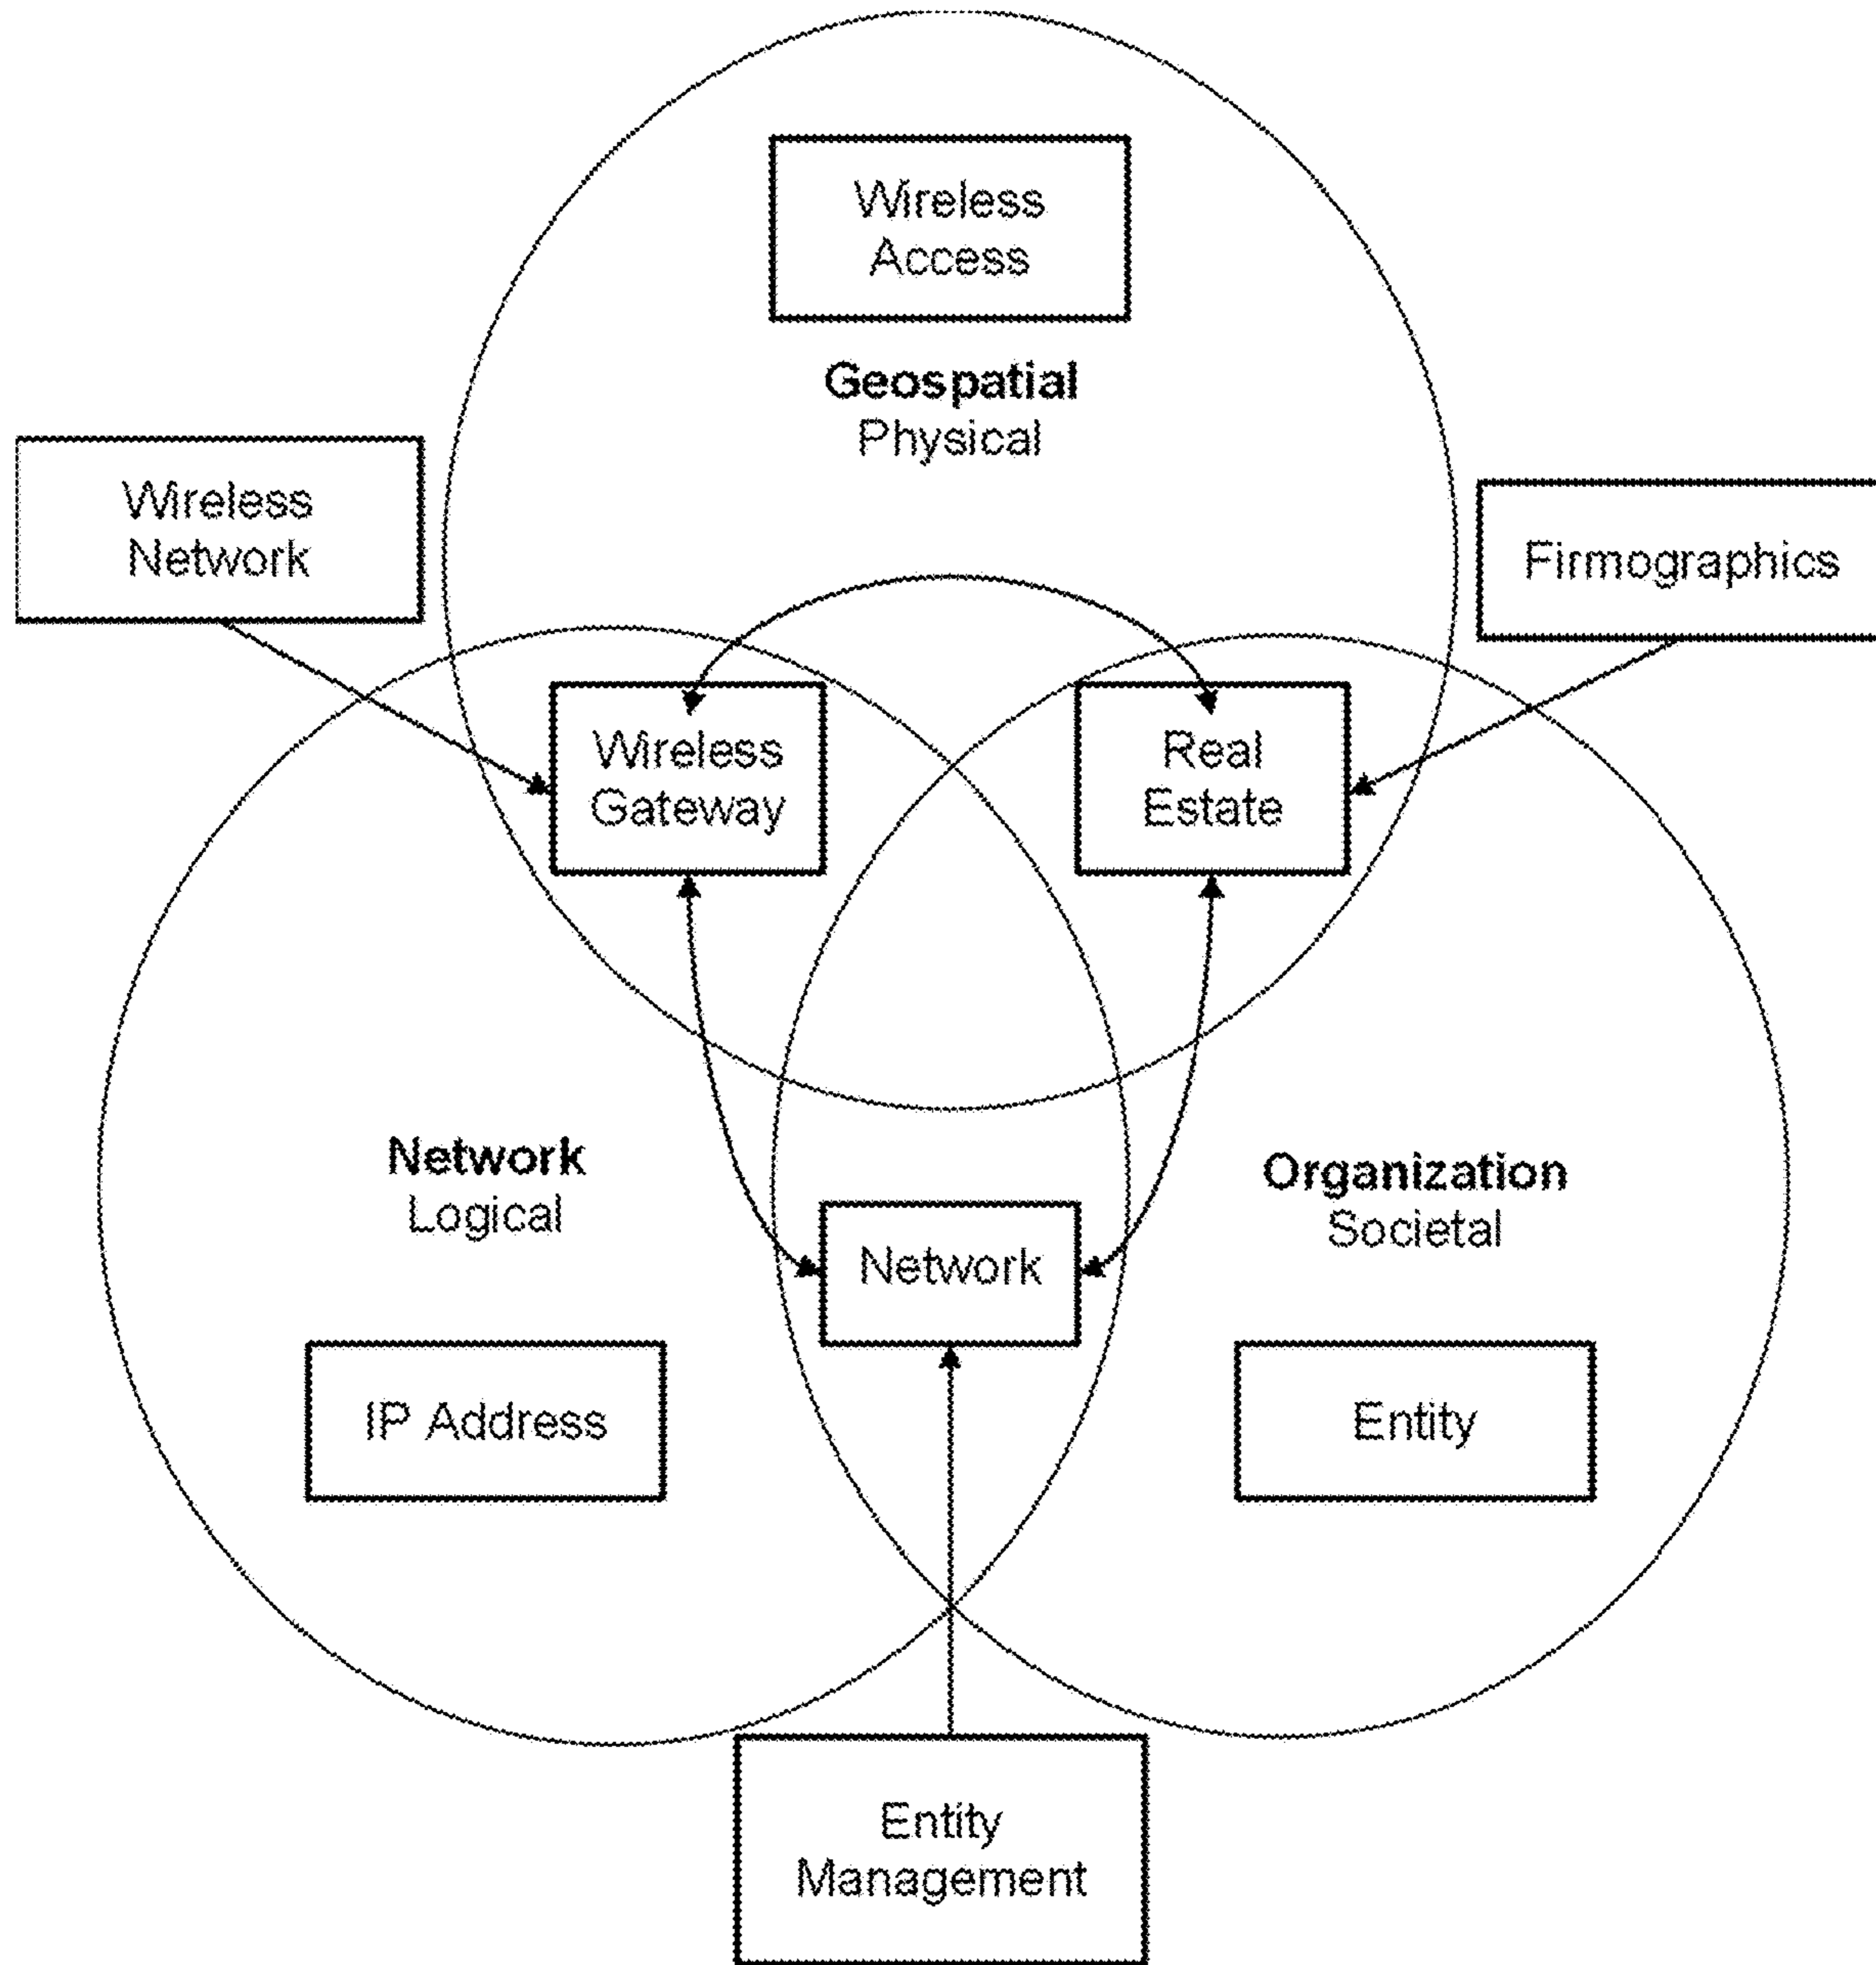 Wireless
Access
Geospatial
Physical
Wireless
Network
Firmographics
Wireless
Gateway
Real
Estate
Network
Logical
Organization
Societal
Network
IP Address
Entity
Entity
Management